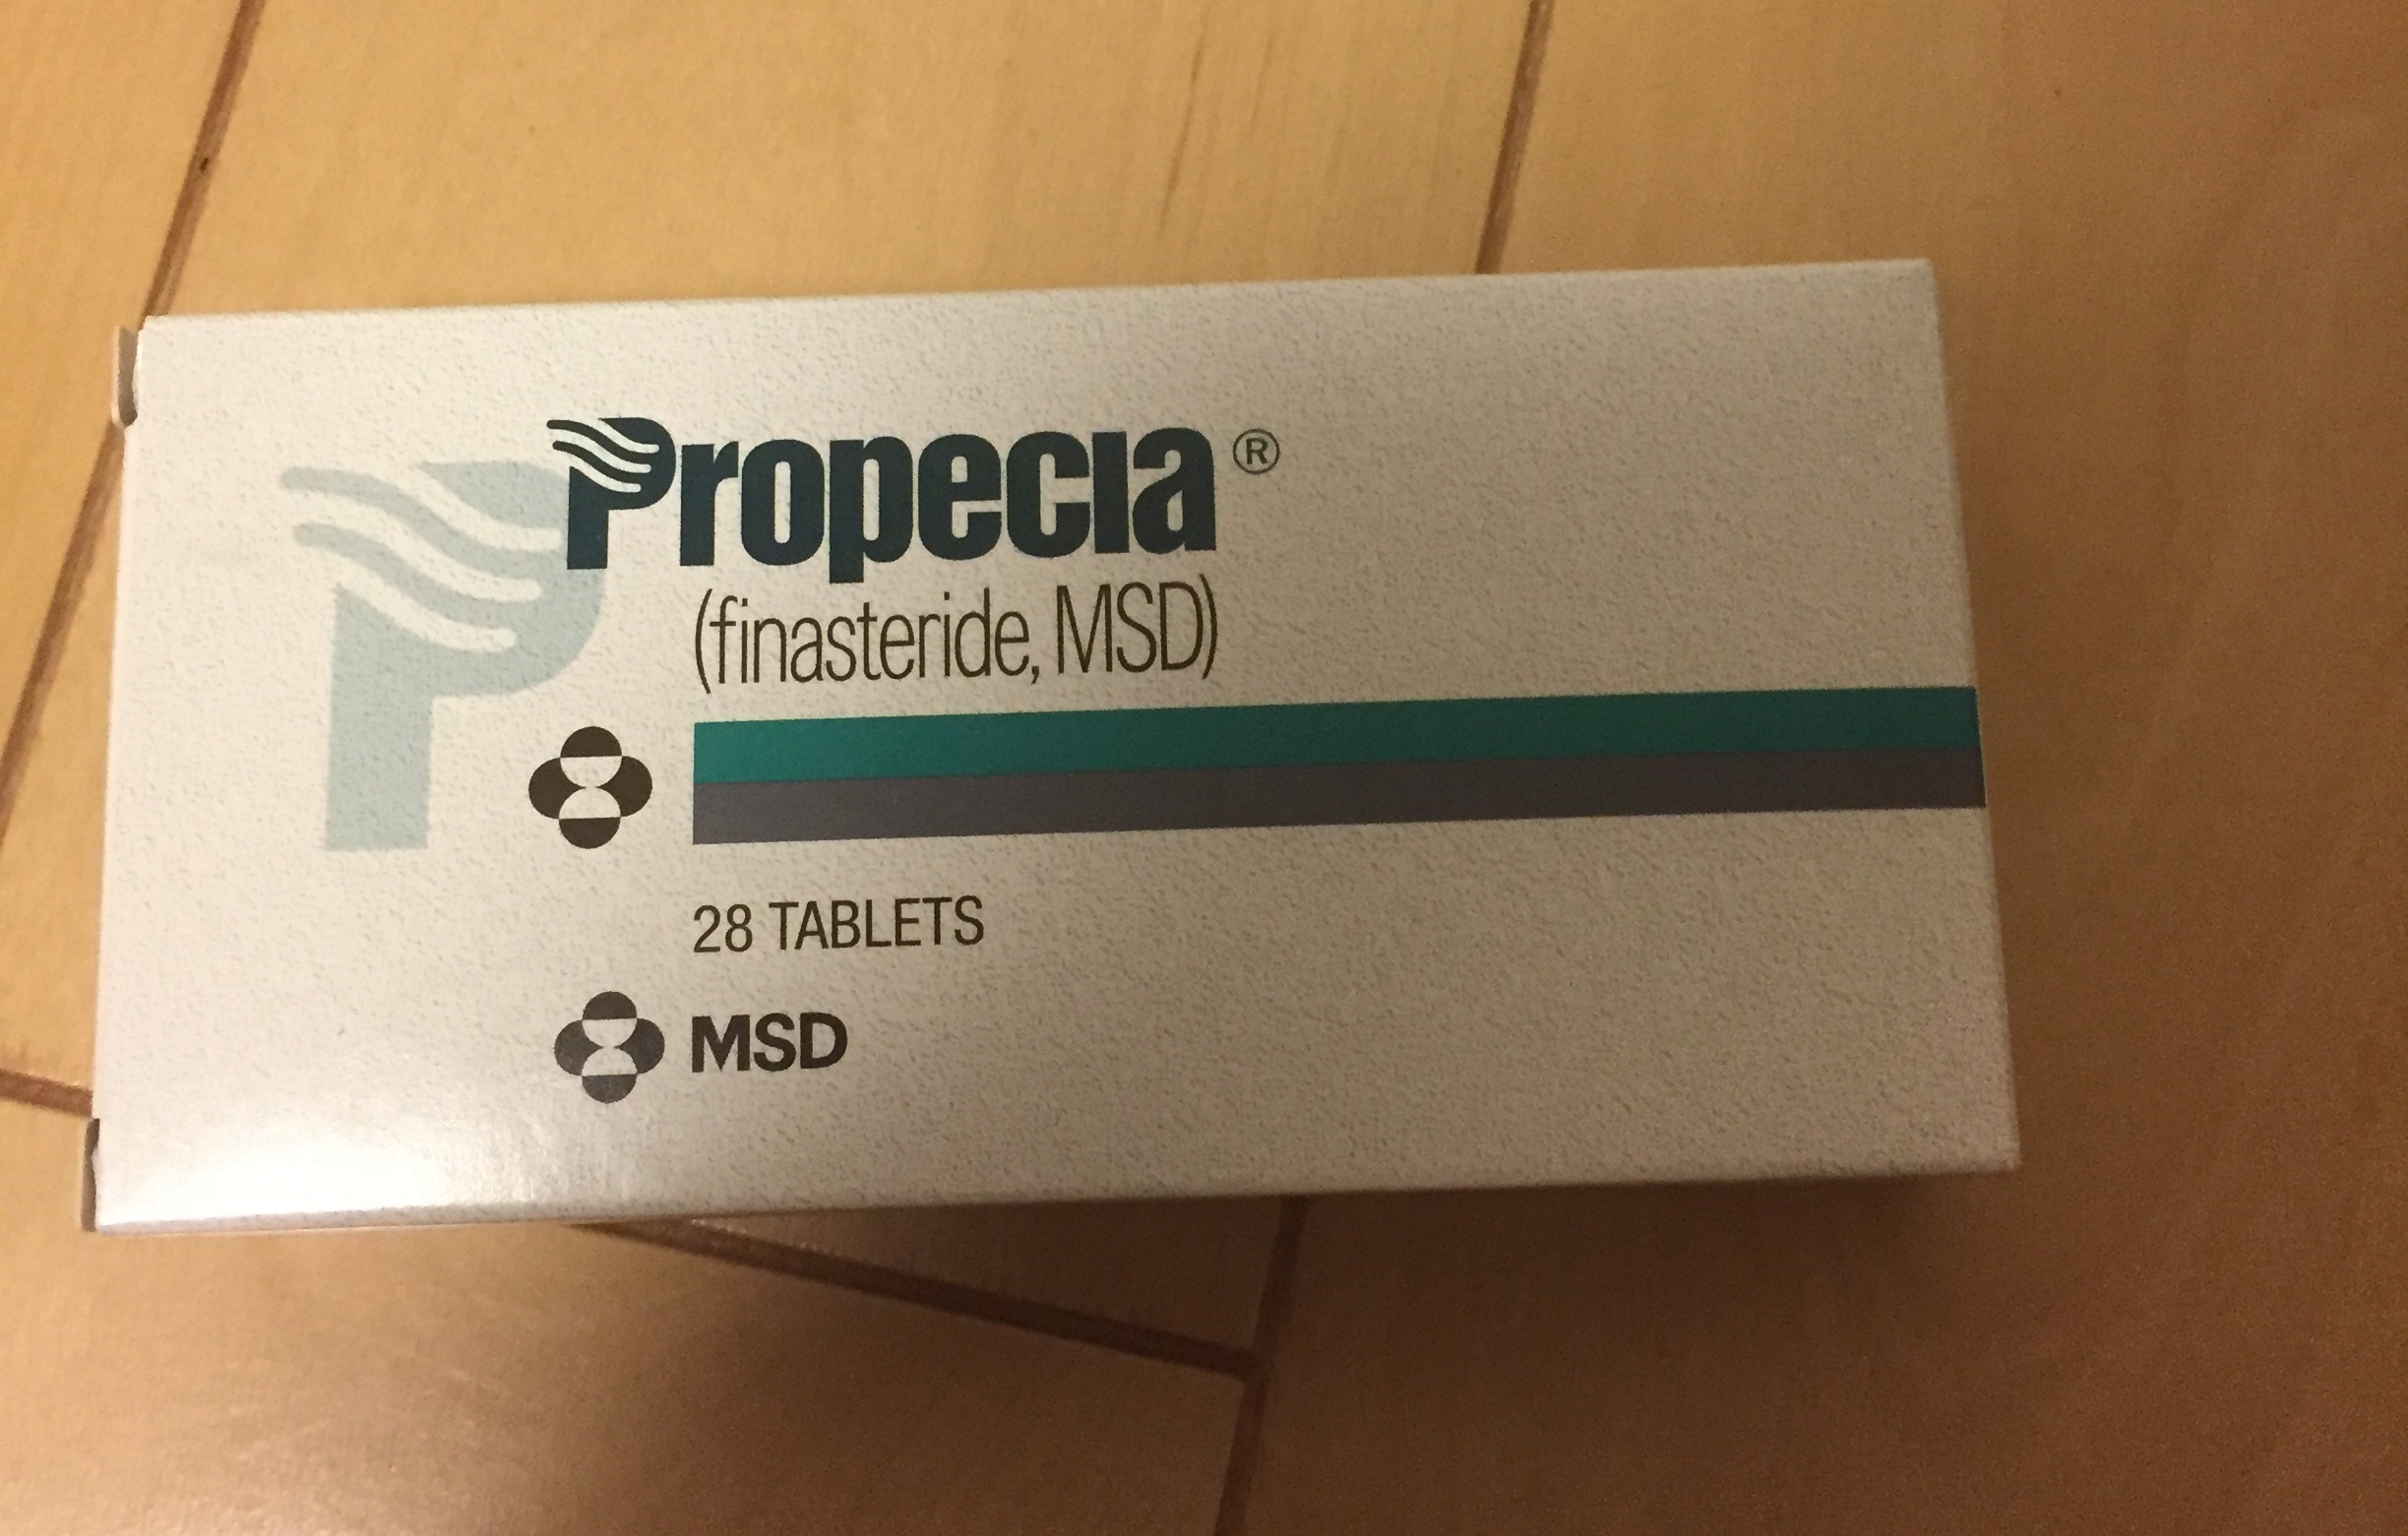 Propecia®
(finasteride, MSD)
28 TABLETS
MSD